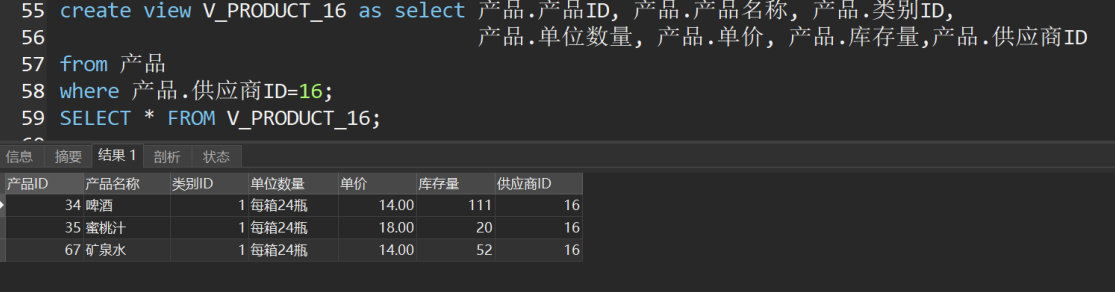 55 create view V_PRODUCT_16 as select 产品.产品ID, 产品.产品名称, 产品.类别ID,
56 产品.单位数量, 产品.单价, 产品.库存量,产品.供应商ID
57 from 产品
58 where 产品.供应商ID=16;
59 SELECT * FROM V_PRODUCT_16;
信息 摘要 结果 1 剖析 状态
产品ID 产品名称 类别ID 单位数量 单价 库存量 供应商ID
34 啤酒 1 每箱24瓶 14.00 111 16
35 蜜桃汁 1 每箱24瓶 18.00 20 16
67 矿泉水 1 每箱24瓶 14.00 52 16